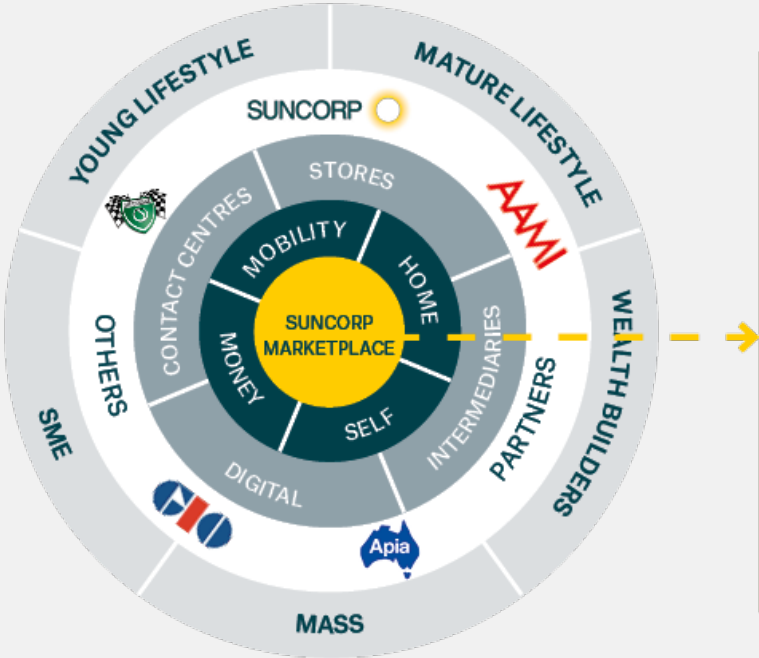 YOUNG LIFESTYLE
MATURE LIFESTYLE
SUNCORP
STORES
AAMI
CONTACT CENTRES
MOBILITY
HOME
SUNCORP
MARKETPLACE
WEALTH BUILDERS
OTHERS
MONEY
INTERMEDIARIES
PARTNERS
SME
SELF
DIGITAL
GIO
Apia
MASS